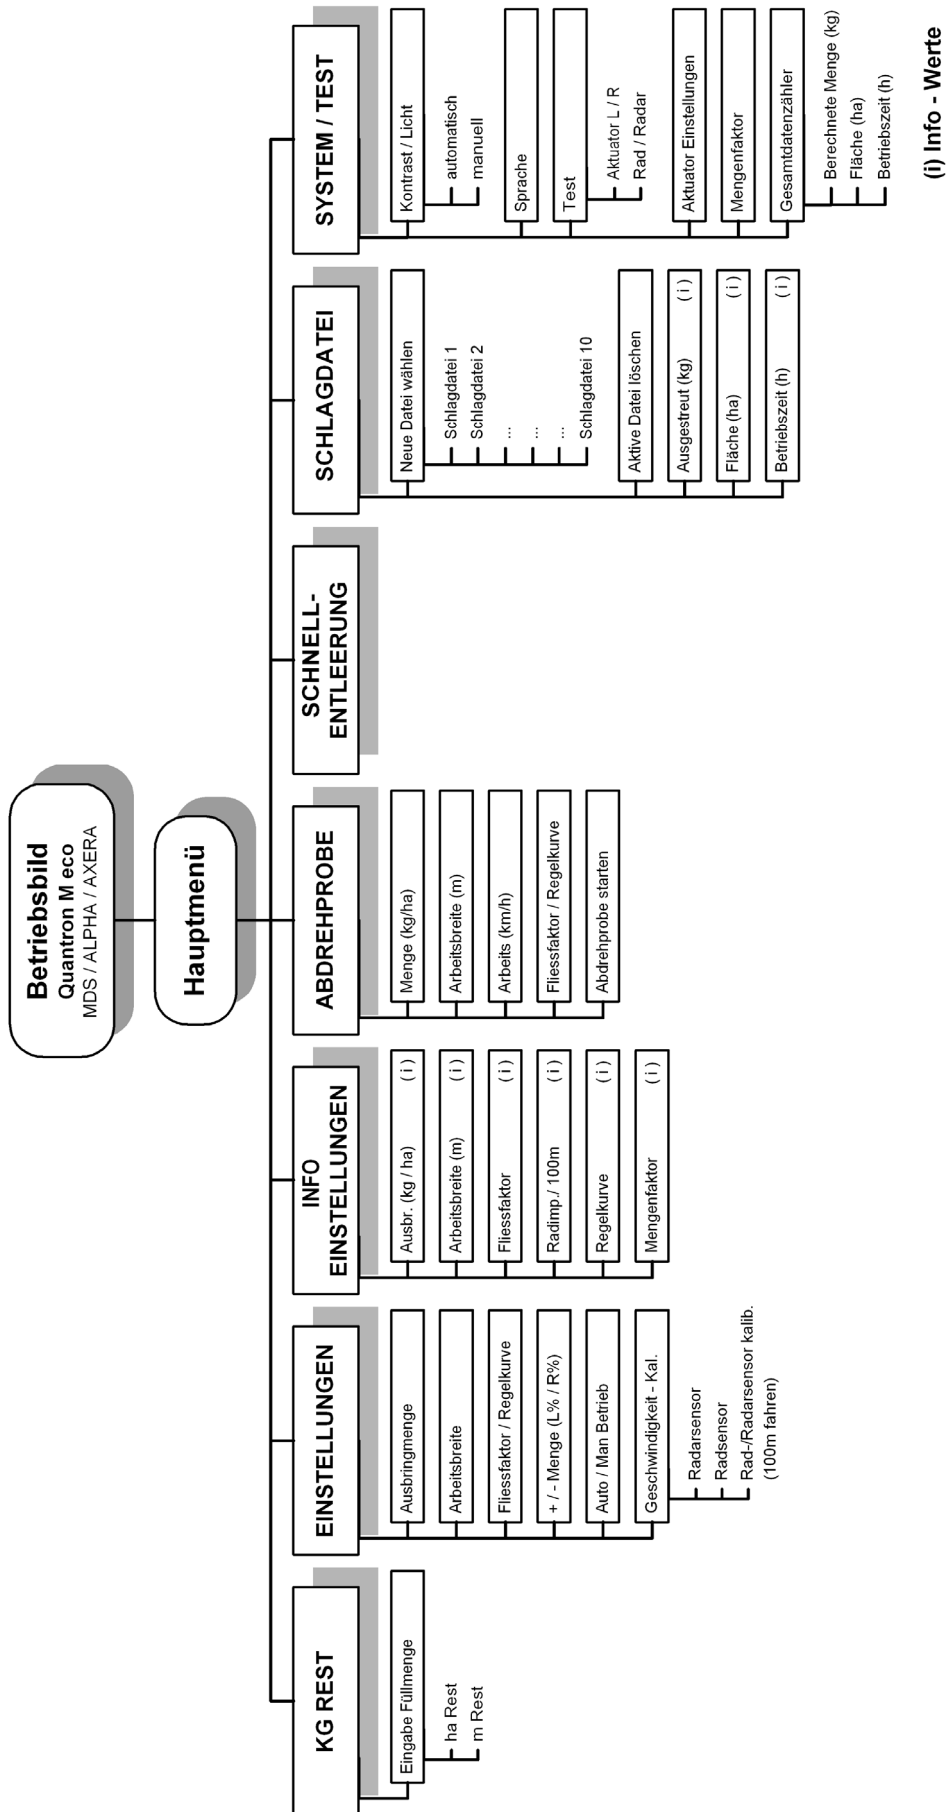 Betriebsbild
Quantron M eco
MDS / ALPHA / AXERA
Hauptmenü
KG REST
Eingabe Füllmenge
ha Rest
m Rest
EINSTELLUNGEN
Ausbringmenge
Arbeitsbreite
Fliessfaktor / Regelkurve
+ / - Menge (L% / R%)
Auto / Man Betrieb
Geschwindigkeit - Kal.
Radarsensor
Radsensor
Rad-/Radarsensor kalib.
(100m fahren)
INFO
EINSTELLUNGEN
Ausbr. (kg / ha) ( i )
Arbeitsbreite (m) ( i )
Fliessfaktor ( i )
Radimp./ 100m ( i )
Regelkurve ( i )
Mengenfaktor ( i )
ABDREHPROBE
Menge (kg/ha)
Arbeitsbreite (m)
Arbeits (km/h)
Fliessfaktor / Regelkurve
Abdrehprobe starten
SCHNELL-
ENTLEERUNG
SCHLAGDATEI
Neue Datei wählen
Schlagdatei 1
Schlagdatei 2
...
...
...
Schlagdatei 10
Aktive Datei löschen
Ausgestreut (kg) ( i )
Fläche (ha) ( i )
Betriebszeit (h) ( i )
SYSTEM / TEST
Kontrast / Licht
automatisch
manuell
Sprache
Test
Aktuator L / R
Rad / Radar
Aktuator Einstellungen
Mengenfaktor
Gesamtdatenzähler
Berechnete Menge (kg)
Fläche (ha)
Betriebszeit (h)
(i) Info - Werte